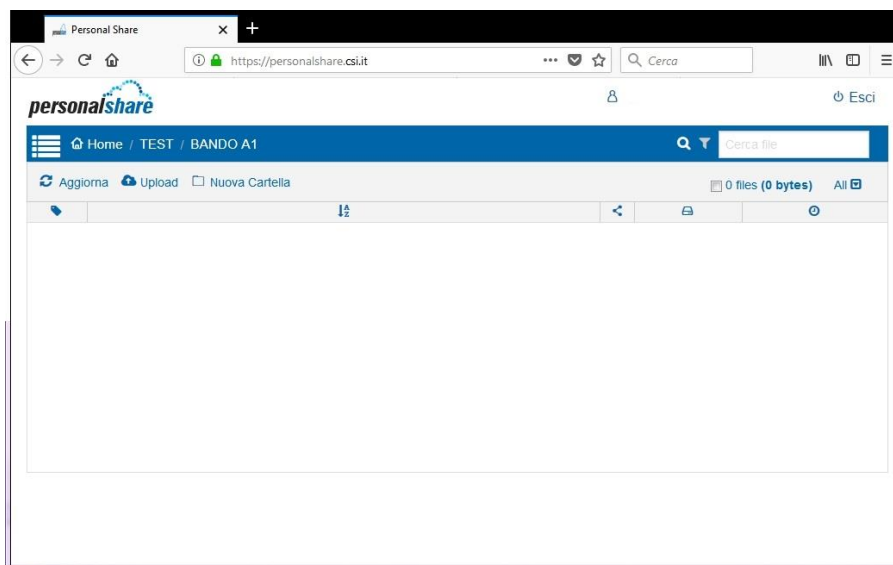 Personal Share
https://personalshare.csi.it
Cerca
personalshare
Esci
Home / TEST / BANDO A1
Cerca file
Aggiorna Upload Nuova Cartella
0 files (0 bytes) All